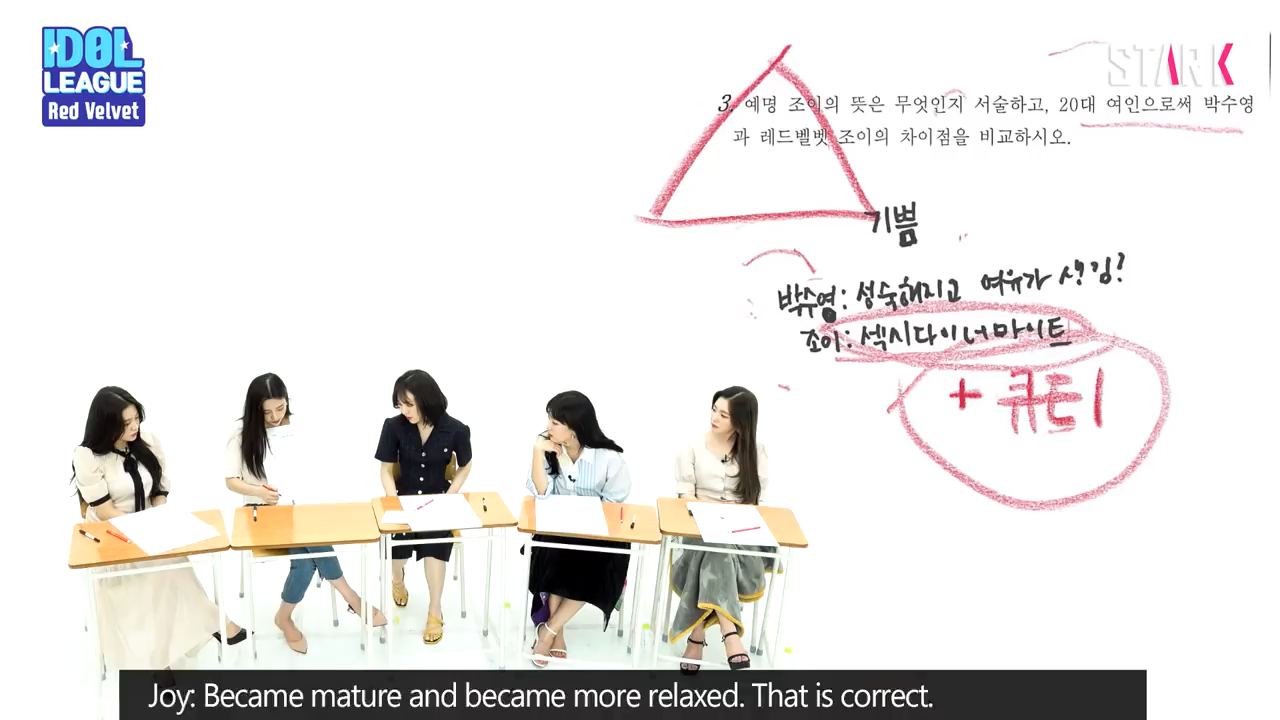 IDOL
LEAGUE
Red Velvet
STAR K
3. 예명 조이의 뜻은 무엇인지 서술하고, 20대 여인으로써 박수영
과 레드벨벳 조이의 차이점을 비교하시오.
기쁨
박수영: 성숙해지고 여유가 생김?
조이: 섹시다이너마이트
+ 큐티
Joy: Became mature and became more relaxed. That is correct.